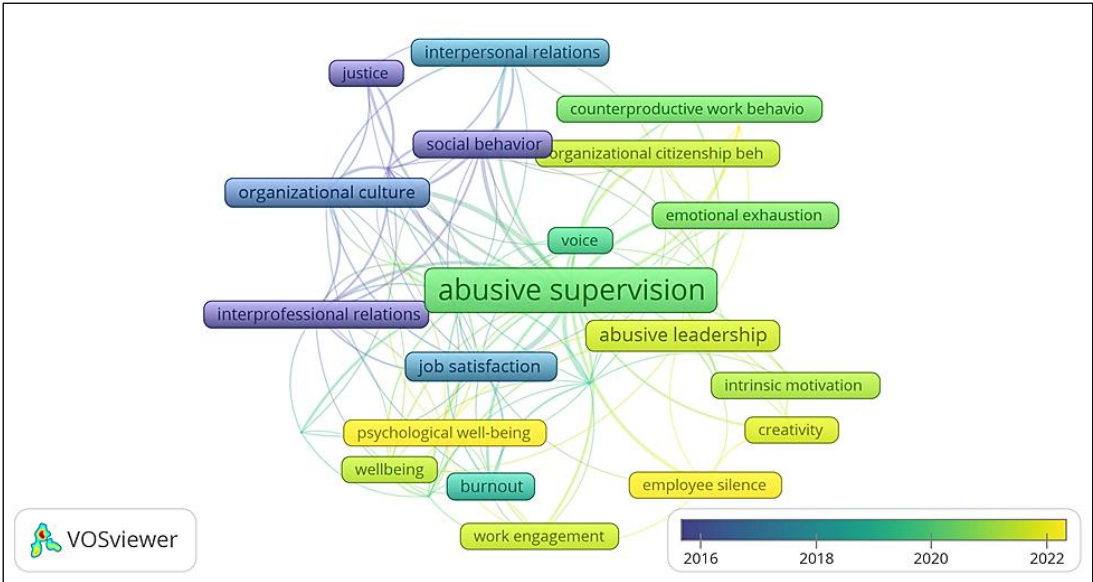 interpersonal relations
justice
counterproductive work behavio
social behavior
organizational citizenship beh
organizational culture
emotional exhaustion
voice
abusive supervision
interprofessional relations
abusive leadership
job satisfaction
intrinsic motivation
creativity
psychological well-being
wellbeing
burnout
employee silence
work engagement
VOSviewer
2016 2018 2020 2022